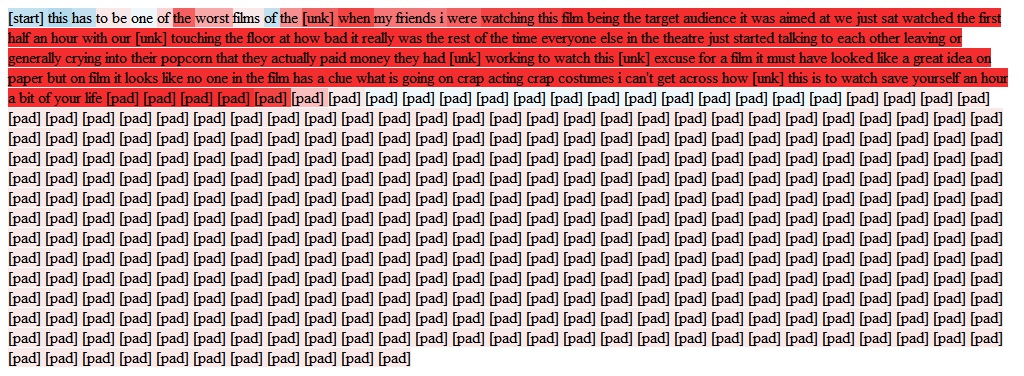 [start] this has to be one of the worst films of the [unk] when my friends i were watching this film being the target audience it was aimed at we just sat watched the first
half an hour with our [unk] touching the floor at how bad it really was the rest of the time everyone else in the theatre just started talking to each other leaving or
generally crying into their popcorn that they actually paid money they had [unk] working to watch this [unk] excuse for a film it must have looked like a great idea on
paper but on film it looks like no one in the film has a clue what is going on crap acting crap costumes i can't get across how [unk] this is to watch save yourself an hour
a bit of your life [pad] [pad] [pad] [pad] [pad] [pad] [pad] [pad] [pad] [pad] [pad] [pad] [pad] [pad] [pad] [pad] [pad] [pad] [pad] [pad] [pad] [pad] [pad] [pad]
[pad] [pad] [pad] [pad] [pad] [pad] [pad] [pad] [pad] [pad] [pad] [pad] [pad] [pad] [pad] [pad] [pad] [pad] [pad] [pad] [pad] [pad] [pad] [pad] [pad] [pad] [pad]
[pad] [pad] [pad] [pad] [pad] [pad] [pad] [pad] [pad] [pad] [pad] [pad] [pad] [pad] [pad] [pad] [pad] [pad] [pad] [pad] [pad] [pad] [pad] [pad] [pad] [pad] [pad]
[pad] [pad] [pad] [pad] [pad] [pad] [pad] [pad] [pad] [pad] [pad] [pad] [pad] [pad] [pad] [pad] [pad] [pad] [pad] [pad] [pad] [pad] [pad] [pad] [pad] [pad] [pad]
[pad] [pad] [pad] [pad] [pad] [pad] [pad] [pad] [pad] [pad] [pad] [pad] [pad] [pad] [pad] [pad] [pad] [pad] [pad] [pad] [pad] [pad] [pad] [pad] [pad] [pad] [pad]
[pad] [pad] [pad] [pad] [pad] [pad] [pad] [pad] [pad] [pad] [pad] [pad] [pad] [pad] [pad] [pad] [pad] [pad] [pad] [pad] [pad] [pad] [pad] [pad] [pad] [pad] [pad]
[pad] [pad] [pad] [pad] [pad] [pad] [pad] [pad] [pad] [pad] [pad] [pad] [pad] [pad] [pad] [pad] [pad] [pad] [pad] [pad] [pad] [pad] [pad] [pad] [pad] [pad] [pad]
[pad] [pad] [pad] [pad] [pad] [pad] [pad] [pad] [pad] [pad] [pad] [pad] [pad] [pad] [pad] [pad] [pad] [pad] [pad] [pad] [pad] [pad] [pad] [pad] [pad] [pad] [pad]
[pad] [pad] [pad] [pad] [pad] [pad] [pad] [pad] [pad] [pad] [pad] [pad] [pad] [pad] [pad] [pad] [pad] [pad] [pad] [pad] [pad] [pad] [pad] [pad] [pad] [pad] [pad]
[pad] [pad] [pad] [pad] [pad] [pad] [pad] [pad] [pad] [pad] [pad] [pad] [pad] [pad] [pad] [pad] [pad] [pad] [pad] [pad] [pad] [pad] [pad] [pad] [pad] [pad] [pad]
[pad] [pad] [pad] [pad] [pad] [pad] [pad] [pad] [pad] [pad] [pad] [pad] [pad] [pad] [pad] [pad] [pad] [pad] [pad] [pad] [pad] [pad] [pad] [pad] [pad] [pad] [pad]
[pad] [pad] [pad] [pad] [pad] [pad] [pad] [pad] [pad] [pad] [pad] [pad] [pad] [pad] [pad] [pad] [pad] [pad] [pad] [pad] [pad] [pad] [pad] [pad] [pad] [pad] [pad]
[pad] [pad] [pad] [pad] [pad] [pad] [pad] [pad] [pad] [pad] [pad] [pad] [pad] [pad] [pad] [pad] [pad] [pad] [pad] [pad] [pad] [pad] [pad] [pad] [pad] [pad] [pad]
[pad] [pad] [pad] [pad] [pad] [pad] [pad] [pad] [pad] [pad] [pad]